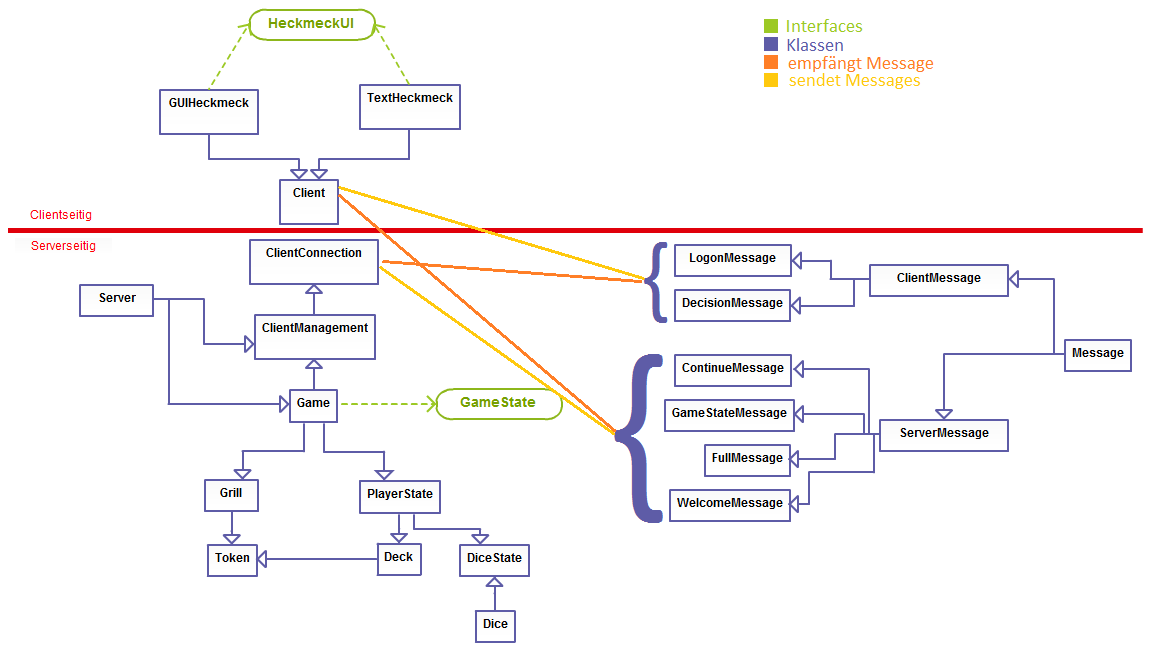 HeckmeckUI
Interfaces
Klassen
empfängt Message
sendet Messages
GUIHeckmeck
TextHeckmeck
Client
Clientseitig
Serverseitig
ClientConnection
LogonMessage
ClientMessage
Server
DecisionMessage
ClientManagement
Message
ContinueMessage
Game
GameState
GameStateMessage
ServerMessage
FullMessage
Grill
PlayerState
WelcomeMessage
Token
Deck
DiceState
Dice